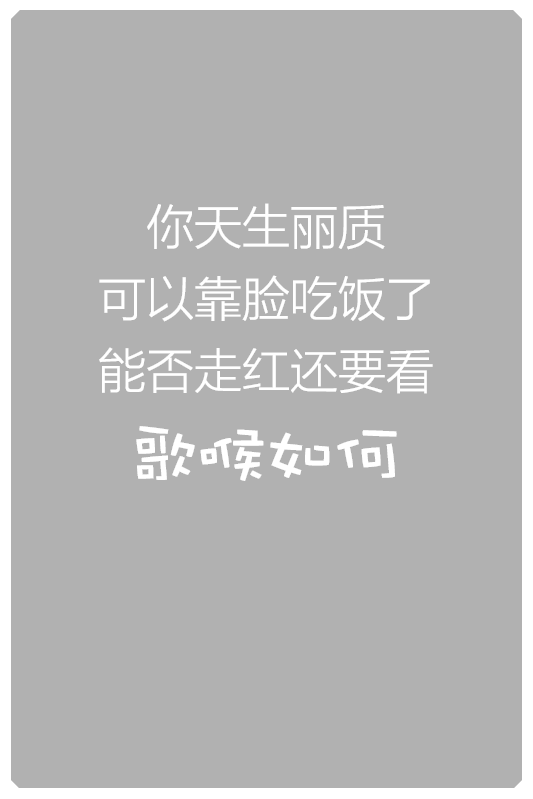 你天生丽质
可以靠脸吃饭了
能否走红还要看
歌喉如何